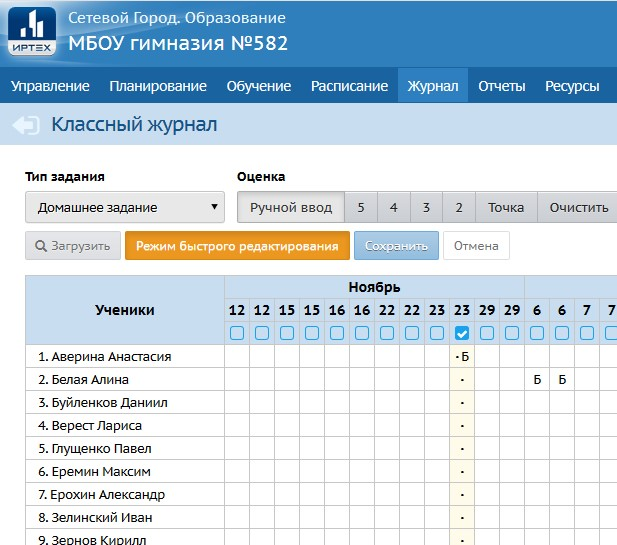 ИРТЕХ
Сетевой Город. Образование
МБОУ гимназия №582
Управление Планирование Обучение Расписание Журнал Отчеты Ресурсы
Классный журнал
Тип задания Оценка
Домашнее задание Ручной ввод 5 4 3 2 Точка Очистить
Загрузить Режим быстрого редактирования Сохранить Отмена
Ученики Ноябрь
12 12 15 15 16 16 22 22 23 23 29 29 6 6 7 7
1. Аверина Анастасия · Б
2. Белая Алина · Б Б
3. Буйленков Даниил ·
4. Верест Лариса ·
5. Глущенко Павел ·
6. Еремин Максим ·
7. Ерохин Александр ·
8. Зелинский Иван ·
9. Зернов Кирилл ·